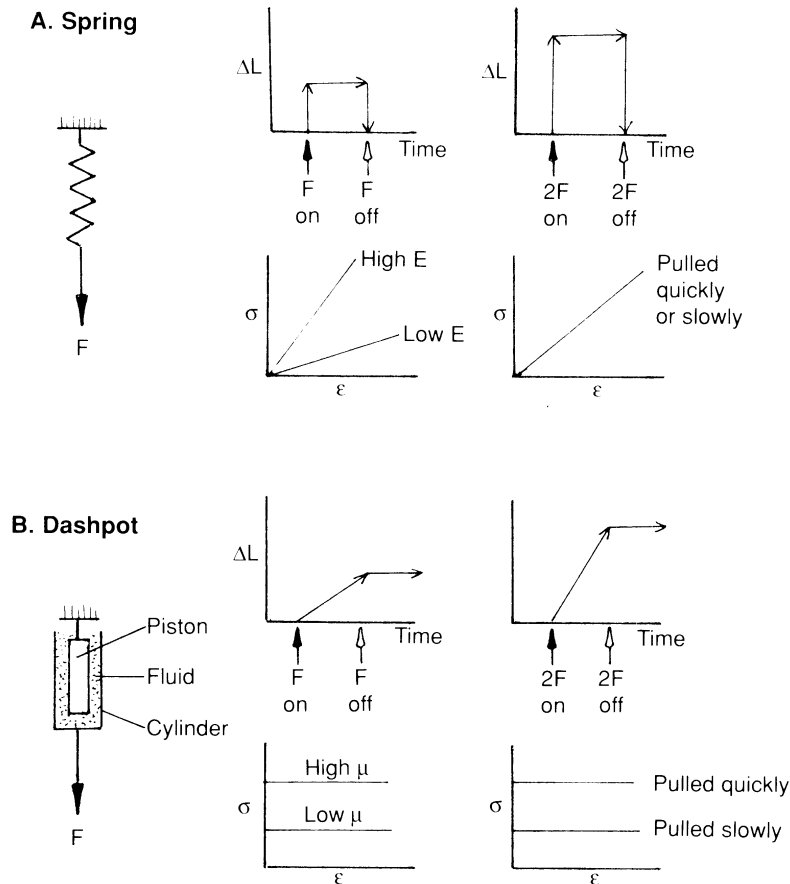 A. Spring
F
ΔL
Time
F
on
F
off
ΔL
Time
2F
on
2F
off
σ
High E
Low E
ε
σ
Pulled
quickly
or slowly
ε
B. Dashpot
Piston
Fluid
Cylinder
F
ΔL
Time
F
on
F
off
Time
2F
on
2F
off
σ
High μ
Low μ
ε
σ
Pulled quickly
Pulled slowly
ε